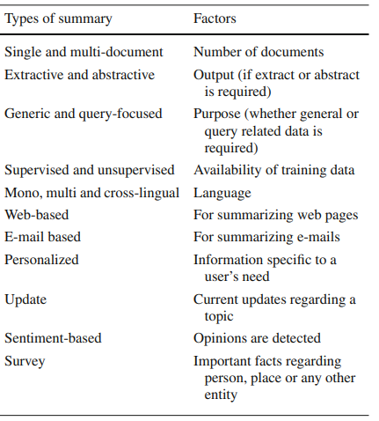 Types of summary Factors
Single and multi-document Number of documents
Extractive and abstractive Output (if extract or abstract
is required)
Generic and query-focused Purpose (whether general or
query related data is
required)
Supervised and unsupervised Availability of training data
Mono, multi and cross-lingual Language
Web-based For summarizing web pages
E-mail based For summarizing e-mails
Personalized Information specific to a
user's need
Update Current updates regarding a
topic
Sentiment-based Opinions are detected
Survey Important facts regarding
person, place or any other
entity